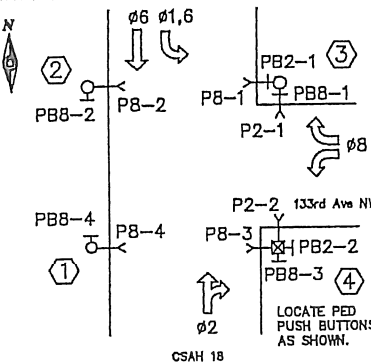 N
ø6 ø1,6
2
3
PB2-1
P8-2
P8-1
PB8-1
PB8-2
P2-1
ø8
P2-2 133rd Ave N
PB8-4
P8-4
P8-3
PB2-2
1
PB8-3
4
ø2
LOCATE PED
PUSH BUTTONS
AS SHOWN.
CSAH 18